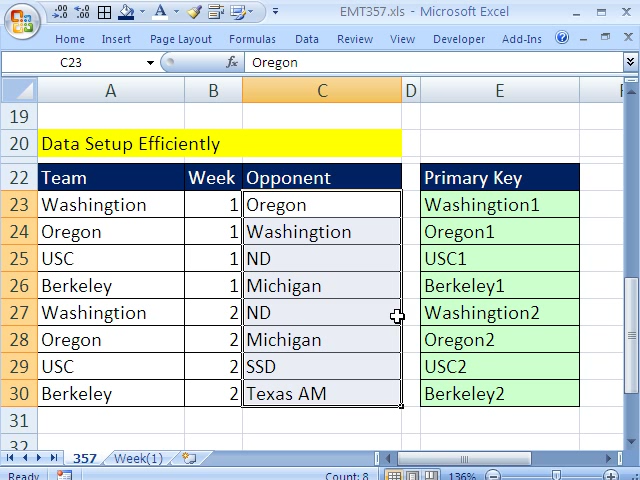 EMT357.xls - Microsoft Excel
Home Insert Page Layout Formulas Data Review View Developer Add-Ins
C23 fx Oregon
A B C D E F
19
20 Data Setup Efficiently
22 Team Week Opponent Primary Key
23 Washingtion 1 Oregon Washingtion1
24 Oregon 1 Washingtion Oregon1
25 USC 1 ND USC1
26 Berkeley 1 Michigan Berkeley1
27 Washingtion 2 ND Washingtion2
28 Oregon 2 Michigan Oregon2
29 USC 2 SSD USC2
30 Berkeley 2 Texas AM Berkeley2
31
32
357 Week(1)
Ready Count: 8 136%